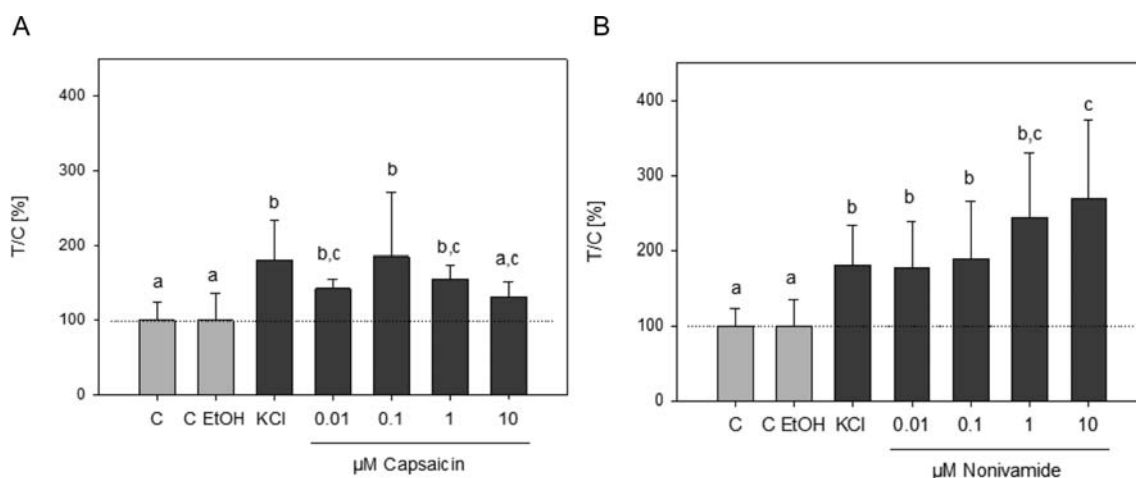 A
T/C [%]
400
300
200
100
0
a
a
b
b,c
b
b,c
a,c
C
C EtOH
KCl
0.01
0.1
1
10
µM Capsaicin
B
T/C [%]
400
300
200
100
0
a
a
b
b
b
b,c
c
C
C EtOH
KCl
0.01
0.1
1
10
µM Nonivamide